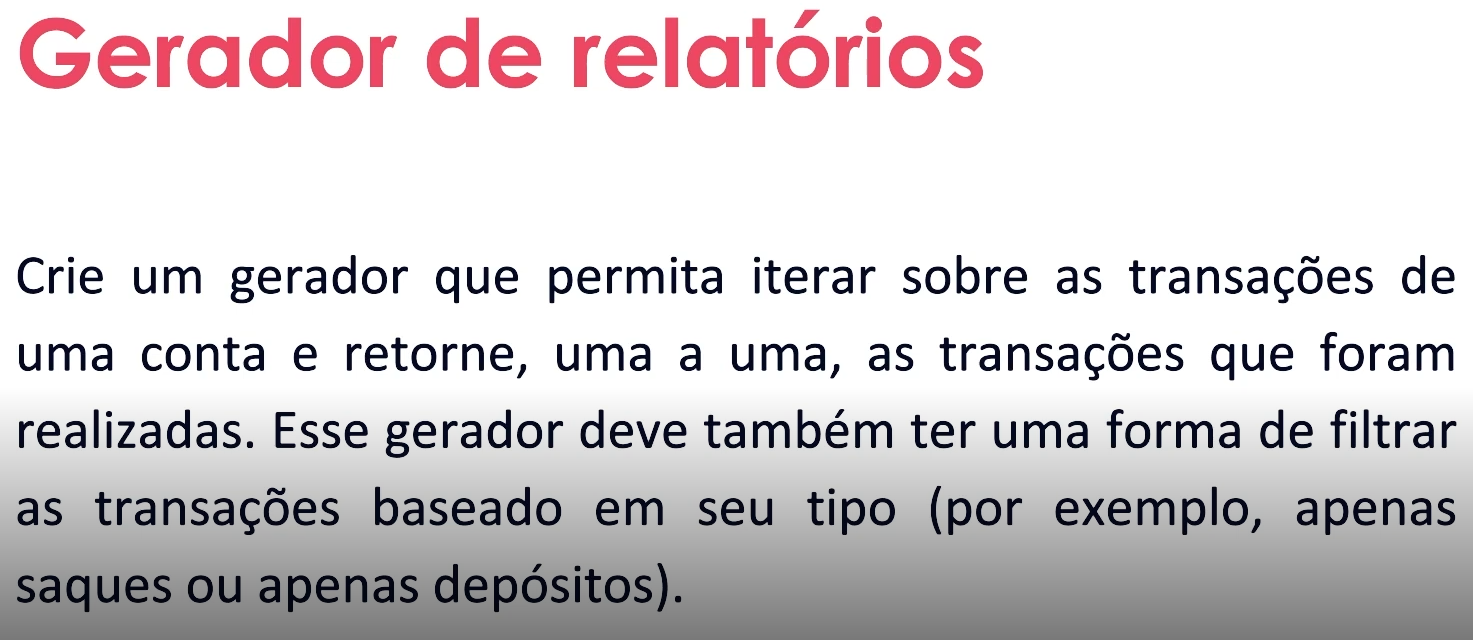 Gerador de relatórios
Crie um gerador que permita iterar sobre as transações de
uma conta e retorne, uma a uma, as transações que foram
realizadas. Esse gerador deve também ter uma forma de filtrar
as transações baseado em seu tipo (por exemplo, apenas
saques ou apenas depósitos).